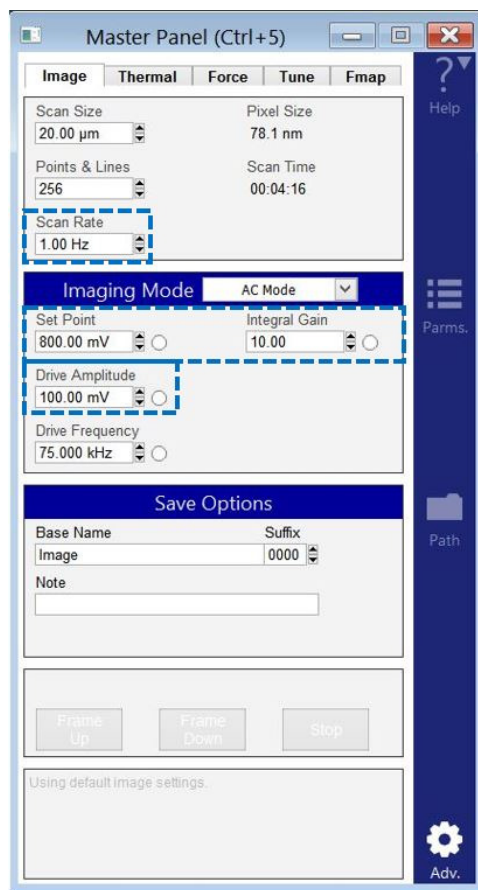 Master Panel (Ctrl+5)
Image Thermal Force Tune Fmap
? Help
Scan Size Pixel Size
20.00 µm 78.1 nm
Points & Lines Scan Time
256 00:04:16
Scan Rate
1.00 Hz
Imaging Mode AC Mode
Parms.
Set Point Integral Gain
800.00 mV 10.00
Drive Amplitude
100.00 mV
Drive Frequency
75.000 kHz
Save Options
Base Name Suffix
Image 0000
Path
Note
Frame Up Frame Down Stop
Using default image settings.
Adv.